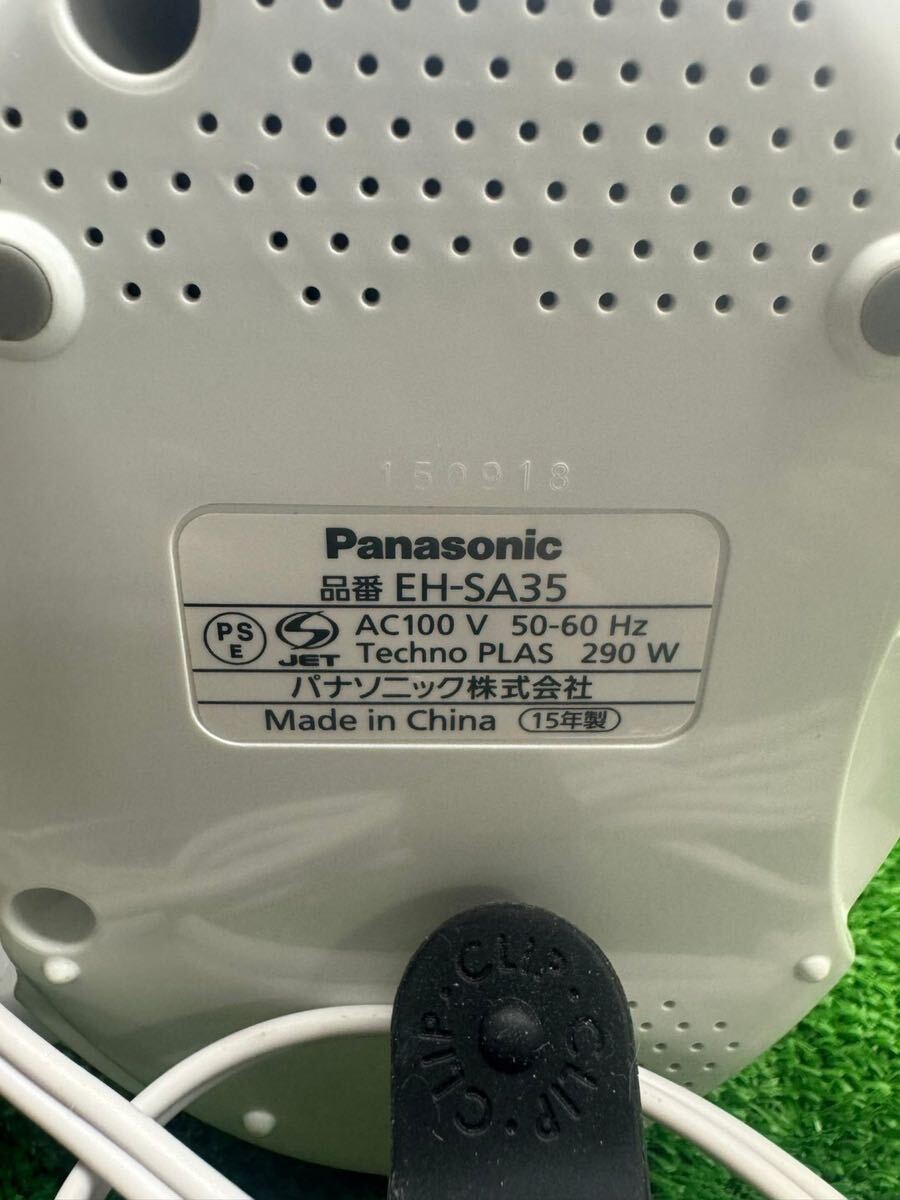 150918
Panasonic
品番 EH-SA35
PS E JET AC100 V 50-60 Hz
Techno PLAS 290 W
パナソニック株式会社
Made in China 15年製
CLIP・CLIP・CLIP・